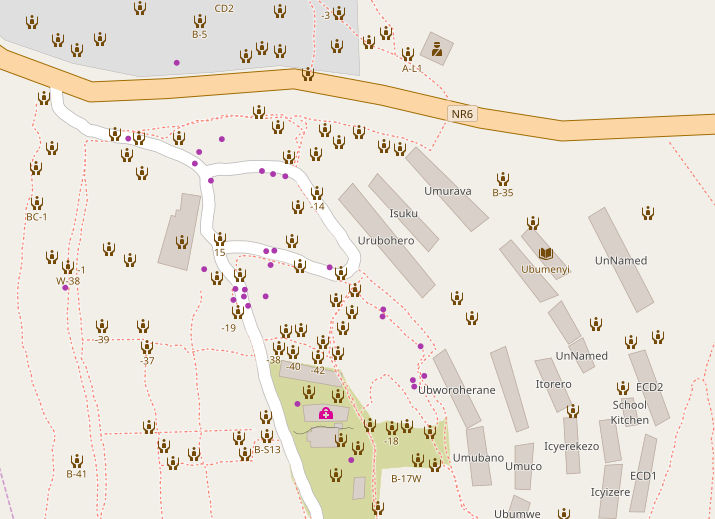 CD2
-3
B-5
A-L1
NR6
B-35
Umurava
BC-1
-14
Isuku
Urubohero
15
UnNamed
-1
W-38
Ubumenyi
-19
-39
-37
-38
-40
-42
UnNamed
Ubworoherane
Itorero
ECD2
School
Kitchen
-18
B-S13
Icyerekezo
Umubano
Umuco
B-41
B-17W
ECD1
Icyizere
Ubumwe